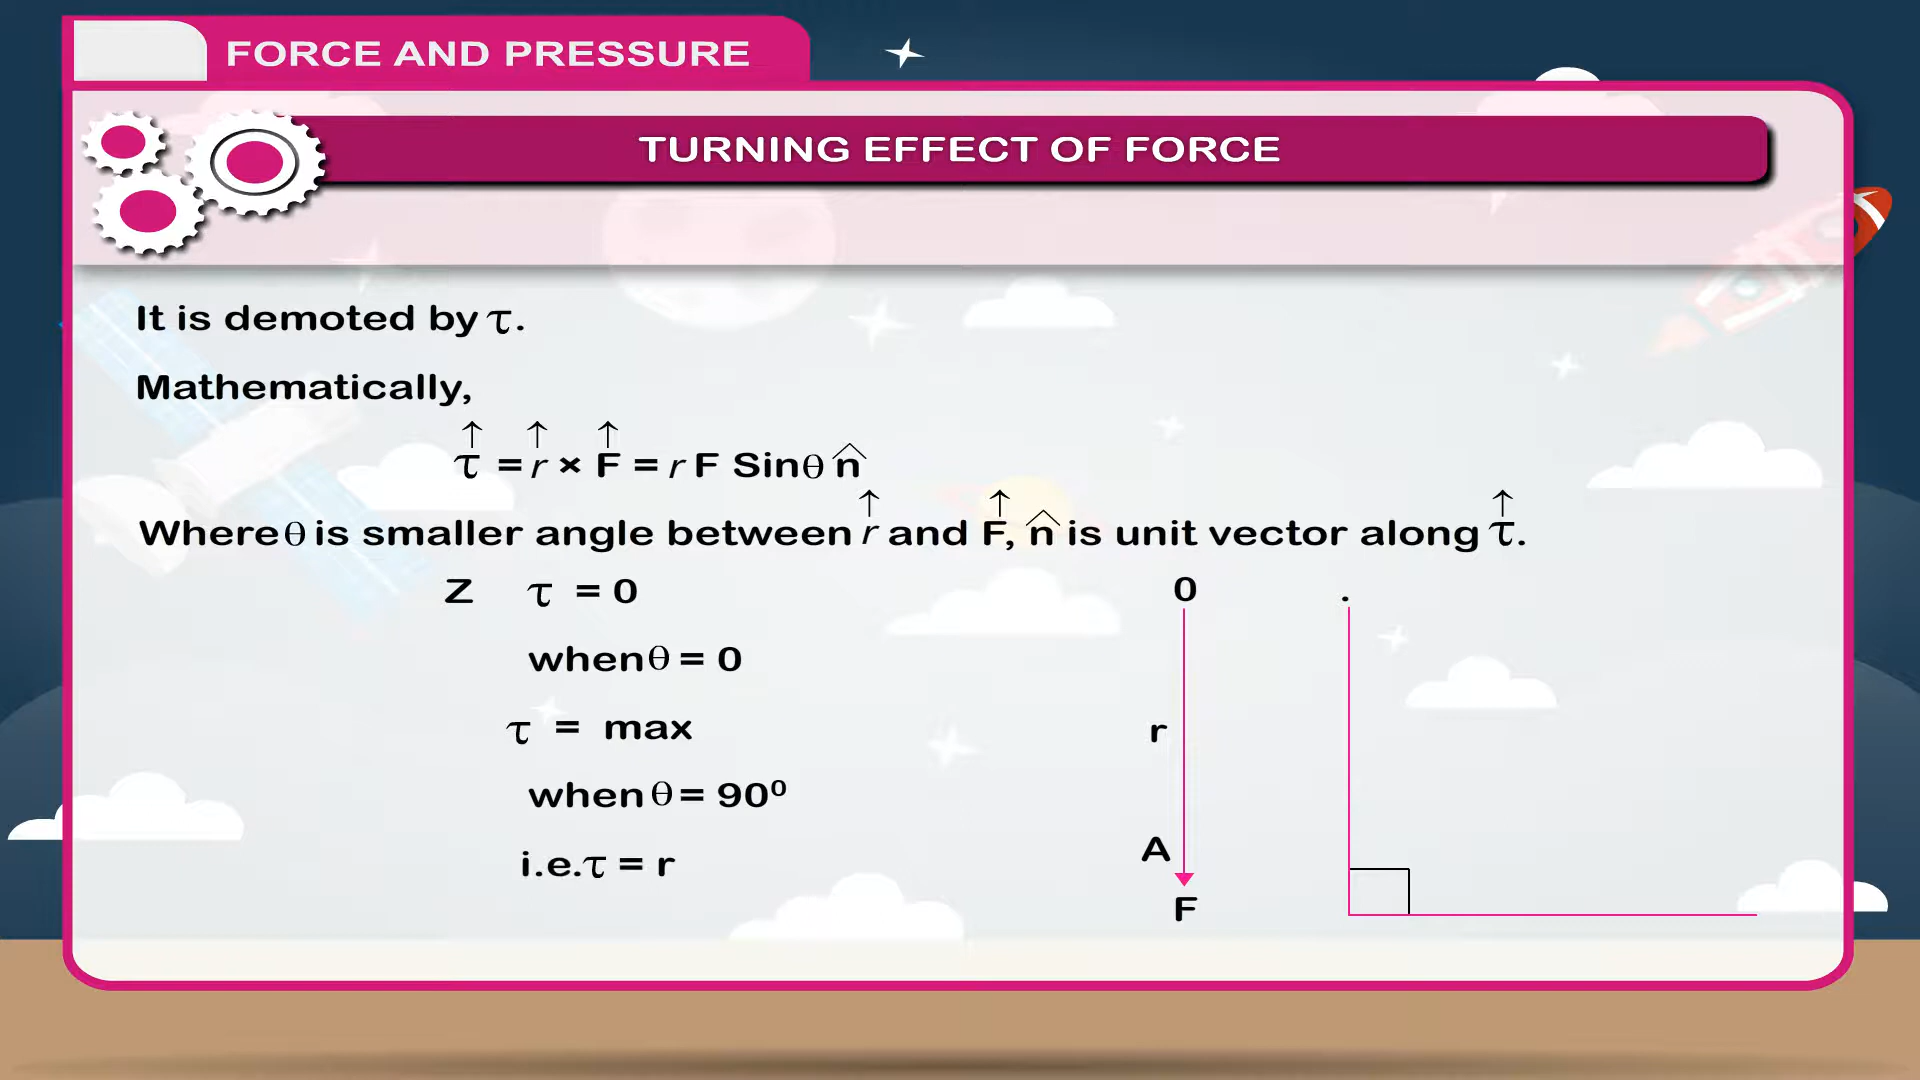 FORCE AND PRESSURE
TURNING EFFECT OF FORCE
It is demoted by τ.
Mathematically,
↑τ = ↑r × ↑F = r F Sinθ n̂
Where θ is smaller angle between ↑r and ↑F, n̂ is unit vector along ↑τ.
Z τ = 0
0 .
when θ = 0
τ = max
r
when θ = 90⁰
A
i.e. τ = r
F